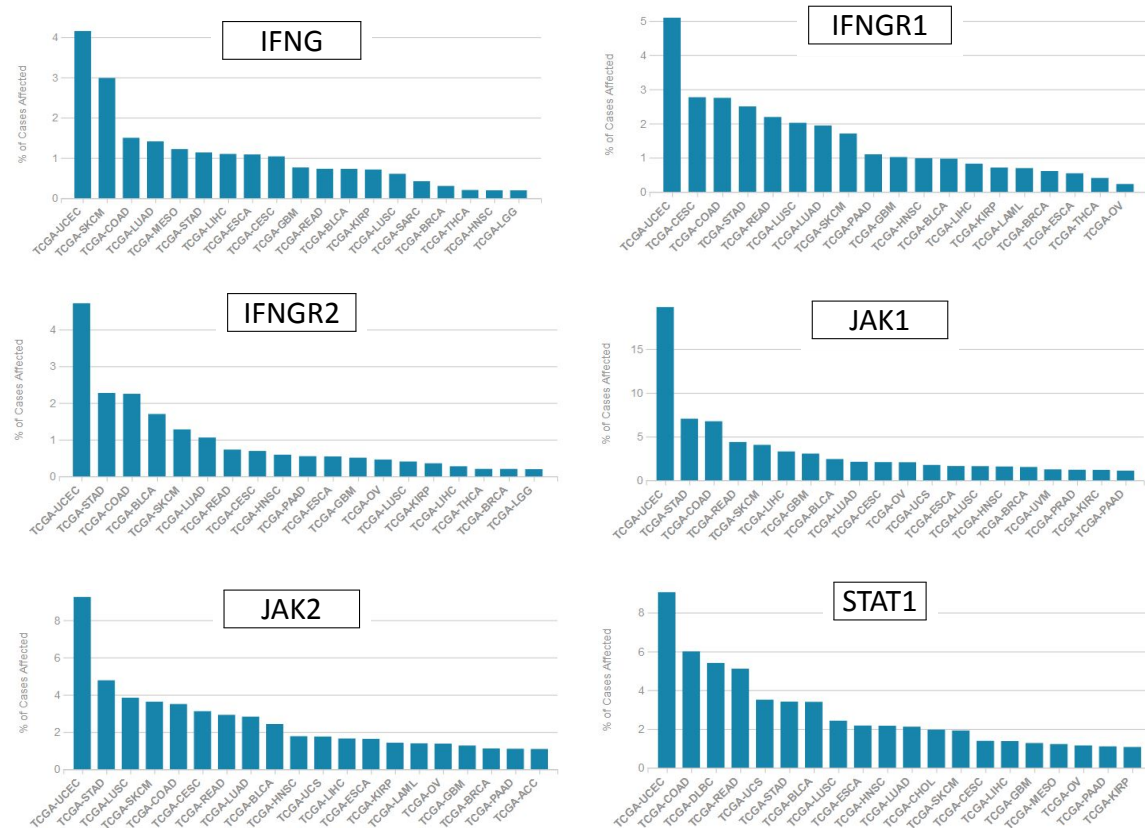 IFNG
% of Cases Affected
4
3
2
1
0
TCGA-UCEC
TCGA-SKCM
TCGA-COAD
TCGA-LUAD
TCGA-MESO
TCGA-STAD
TCGA-LIHC
TCGA-ESCA
TCGA-CESC
TCGA-GBM
TCGA-READ
TCGA-BLCA
TCGA-KIRP
TCGA-LUSC
TCGA-SARC
TCGA-BRCA
TCGA-THCA
TCGA-HNSC
TCGA-LGG
IFNGR1
% of Cases Affected
5
4
3
2
1
0
TCGA-UCEC
TCGA-CESC
TCGA-COAD
TCGA-STAD
TCGA-READ
TCGA-LUSC
TCGA-LUAD
TCGA-SKCM
TCGA-PAAD
TCGA-GBM
TCGA-HNSC
TCGA-BLCA
TCGA-LIHC
TCGA-KIRP
TCGA-LAML
TCGA-BRCA
TCGA-ESCA
TCGA-THCA
TCGA-OV
IFNGR2
% of Cases Affected
4
3
2
1
0
TCGA-UCEC
TCGA-STAD
TCGA-COAD
TCGA-BLCA
TCGA-SKCM
TCGA-LUAD
TCGA-READ
TCGA-CESC
TCGA-HNSC
TCGA-PAAD
TCGA-ESCA
TCGA-GBM
TCGA-OV
TCGA-LUSC
TCGA-KIRP
TCGA-LIHC
TCGA-THCA
TCGA-BRCA
TCGA-LGG
JAK1
% of Cases Affected
15
10
5
0
TCGA-UCEC
TCGA-STAD
TCGA-COAD
TCGA-READ
TCGA-SKCM
TCGA-LIHC
TCGA-GBM
TCGA-BLCA
TCGA-LUAD
TCGA-CESC
TCGA-OV
TCGA-UCS
TCGA-ESCA
TCGA-LUSC
TCGA-HNSC
TCGA-BRCA
TCGA-UVM
TCGA-PRAD
TCGA-KIRC
TCGA-PAAD
JAK2
% of Cases Affected
8
6
4
2
0
TCGA-UCEC
TCGA-STAD
TCGA-LUSC
TCGA-SKCM
TCGA-COAD
TCGA-CESC
TCGA-READ
TCGA-LUAD
TCGA-BLCA
TCGA-HNSC
TCGA-UCS
TCGA-LIHC
TCGA-ESCA
TCGA-KIRP
TCGA-LAML
TCGA-OV
TCGA-GBM
TCGA-BRCA
TCGA-PAAD
TCGA-ACC
STAT1
% of Cases Affected
8
6
4
2
0
TCGA-UCEC
TCGA-COAD
TCGA-DLBC
TCGA-READ
TCGA-UCS
TCGA-STAD
TCGA-BLCA
TCGA-LUSC
TCGA-ESCA
TCGA-HNSC
TCGA-LUAD
TCGA-CHOL
TCGA-SKCM
TCGA-CESC
TCGA-LIHC
TCGA-GBM
TCGA-MESO
TCGA-OV
TCGA-PAAD
TCGA-KIRP